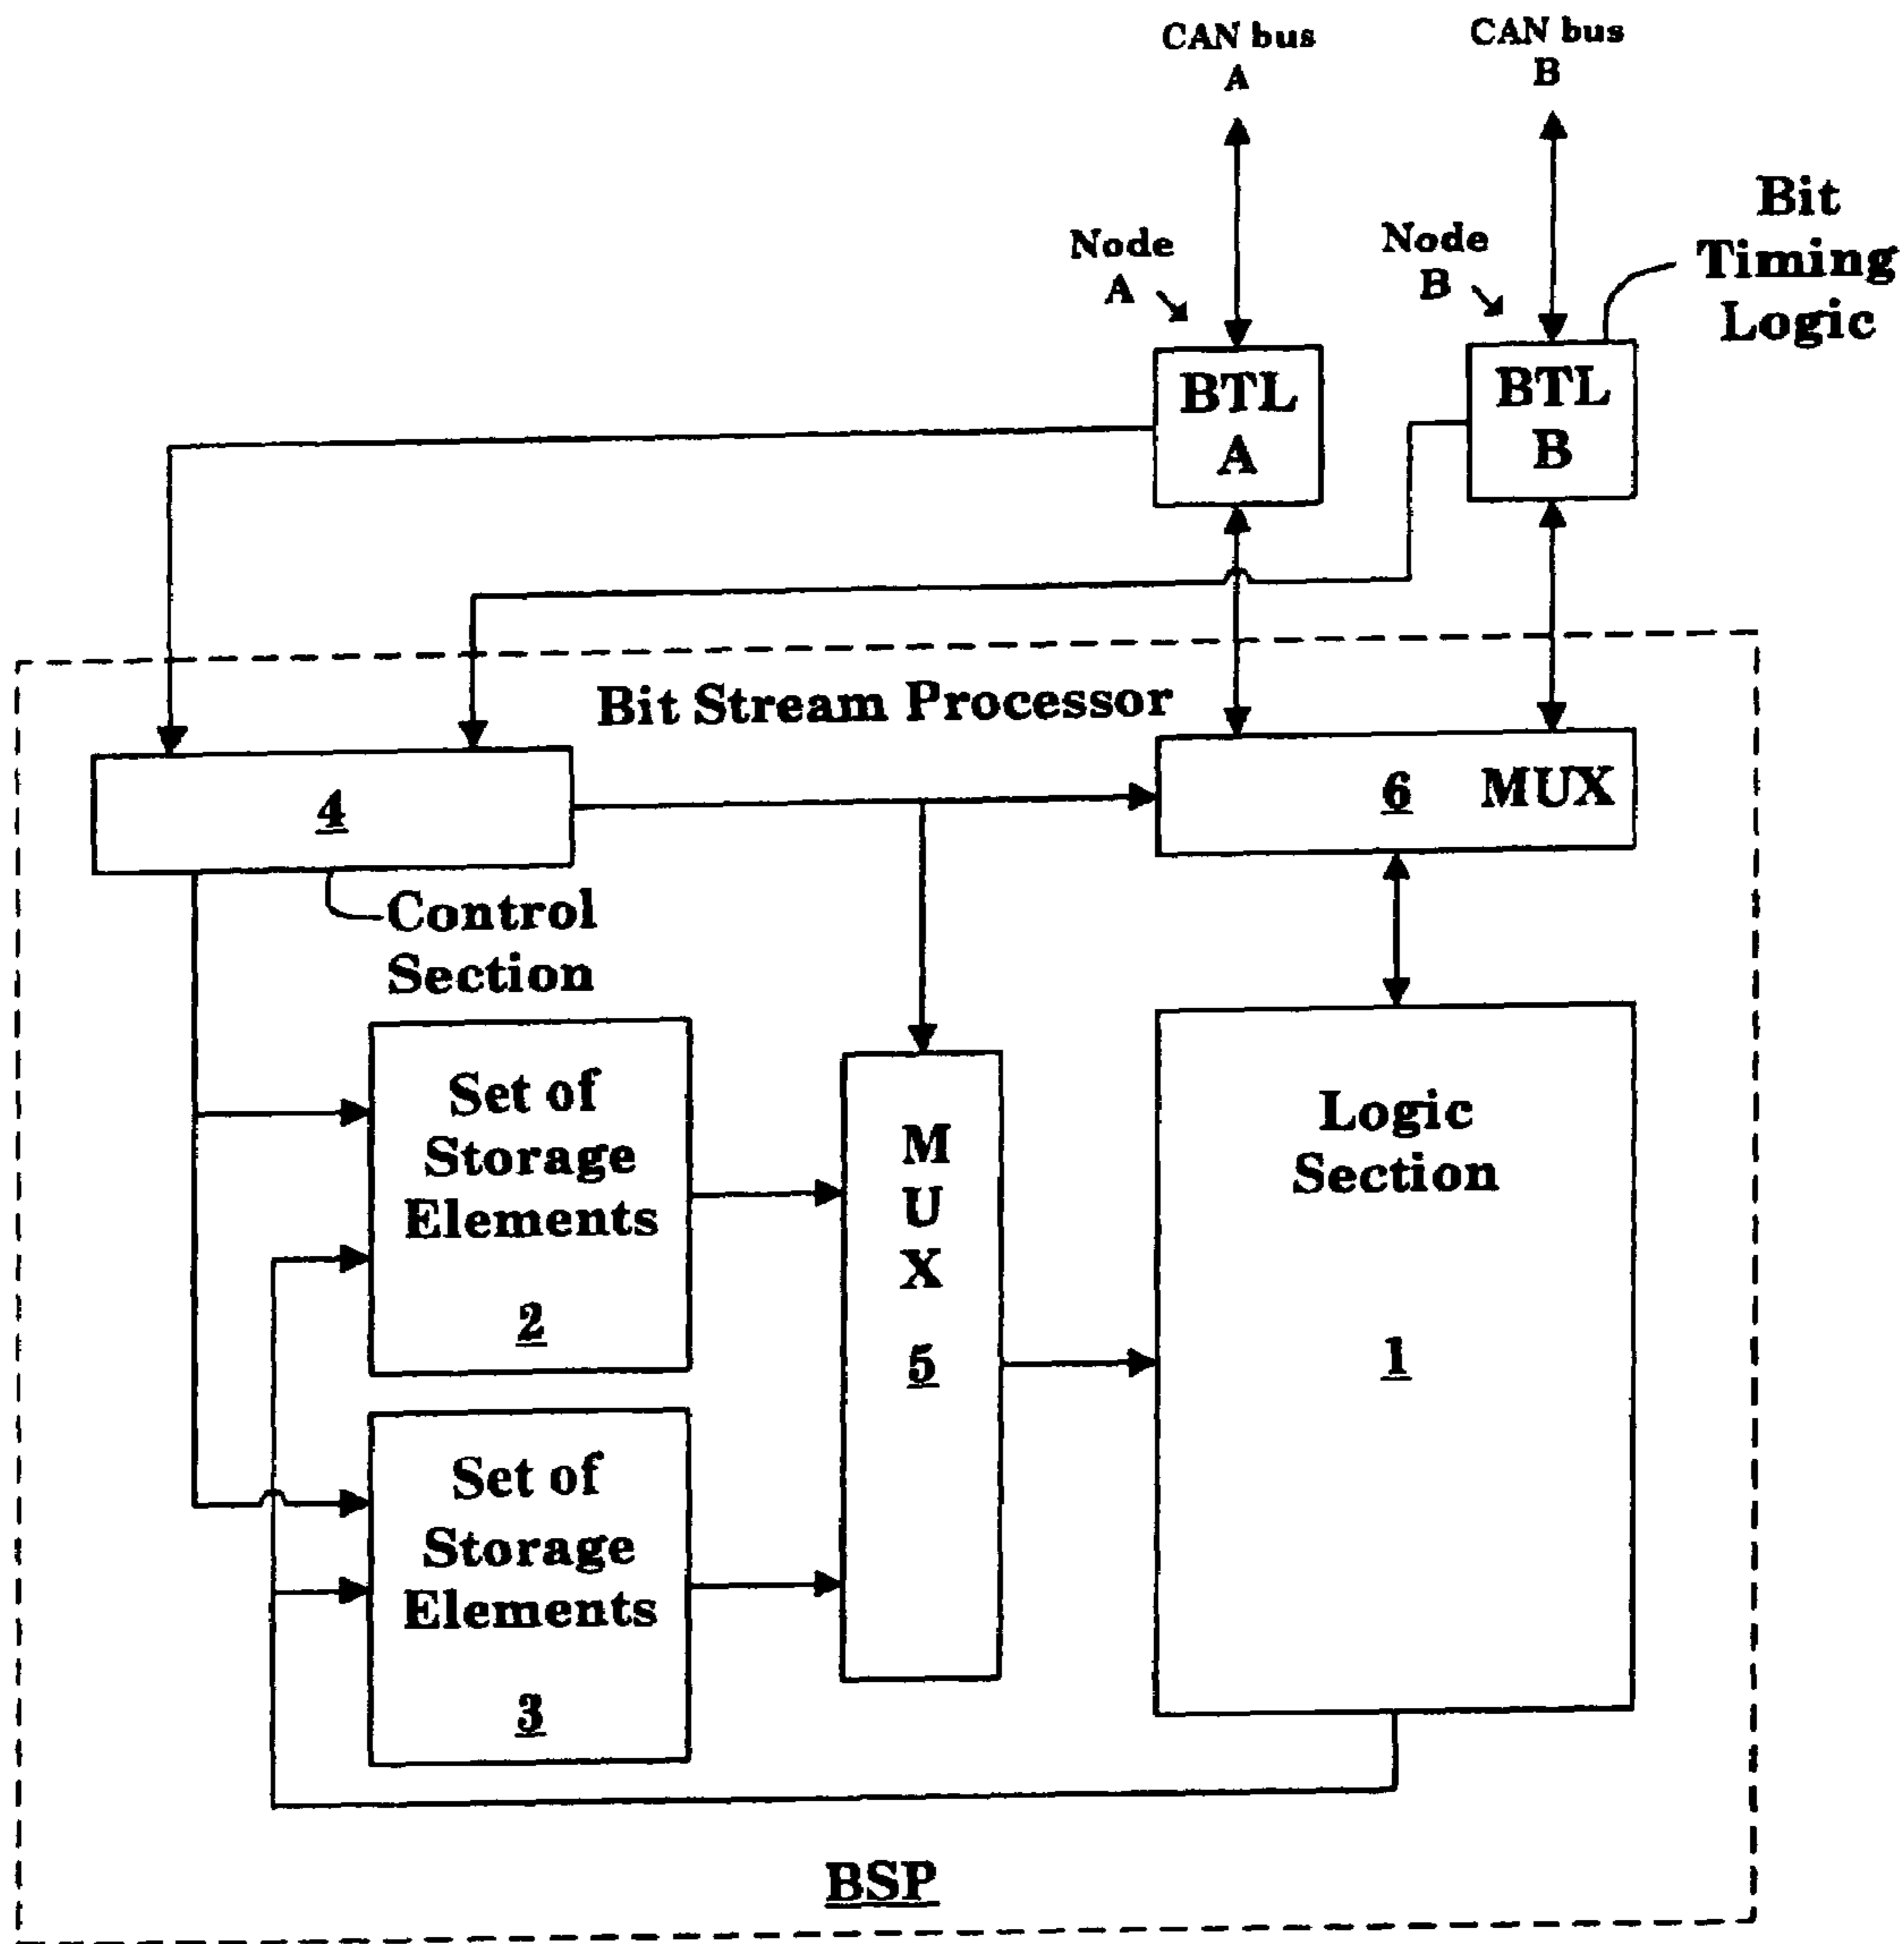 CAN bus
A
CAN bus
B
Bit
Timing
Logic
Node
A
Node
B
BTL
A
BTL
B
Bit Stream Processor
4
6 MUX
Control
Section
Set of
Storage
Elements
2
M
U
X
5
Logic
Section
1
Set of
Storage
Elements
3
BSP